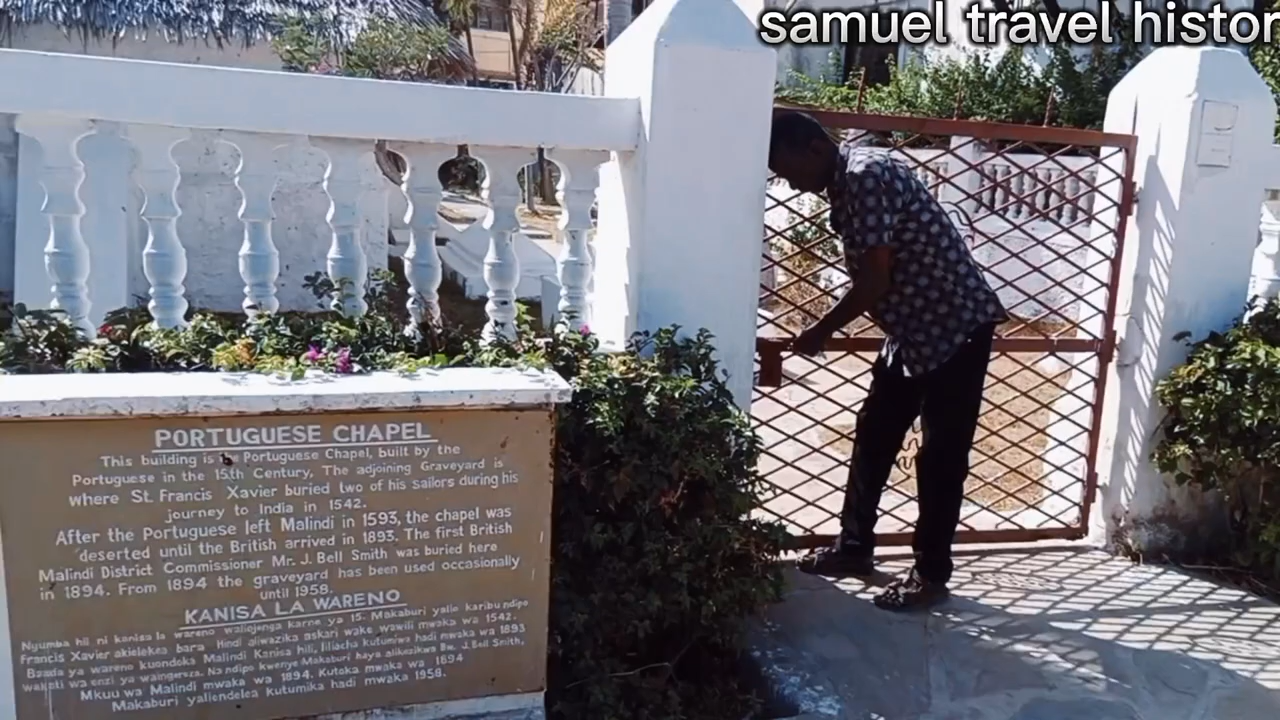 samuel travel histor
PORTUGUESE CHAPEL
This building is the Portuguese Chapel, built by the
Portuguese in the 15th Century, The adjoining Graveyard is
where St. Francis Xavier buried two of his sailors during his
journey to India in 1542.
After the Portuguese left Malindi in 1593, the chapel was
deserted until the British arrived in 1893. The first British
Malindi District Commissioner Mr. J. Bell Smith was buried here
in 1894. From 1894 the graveyard has been used occasionally
until 1958.
KANISA LA WARENO
Nyumba hii ni kanisa la wareno waliojenga karne ya 15. Makaburi yalio karibu ndipo
Francis Xavier akielekea bara Hindi aliwazika askari wake wawili mwaka wa 1542.
Baada ya wareno kuondoka Malindi Kanisa hili, liliacha kutumiwa hadi mwaka wa 1893
wakati wa enzi ya waingereza. Na ndipo kwenye Makaburi haya alikozikwa Bw. J. Bell Smith,
Mkuu wa Malindi mwaka wa 1894. Kutoka mwaka wa 1894
Makaburi yaliendelea kutumika hadi mwaka 1958.